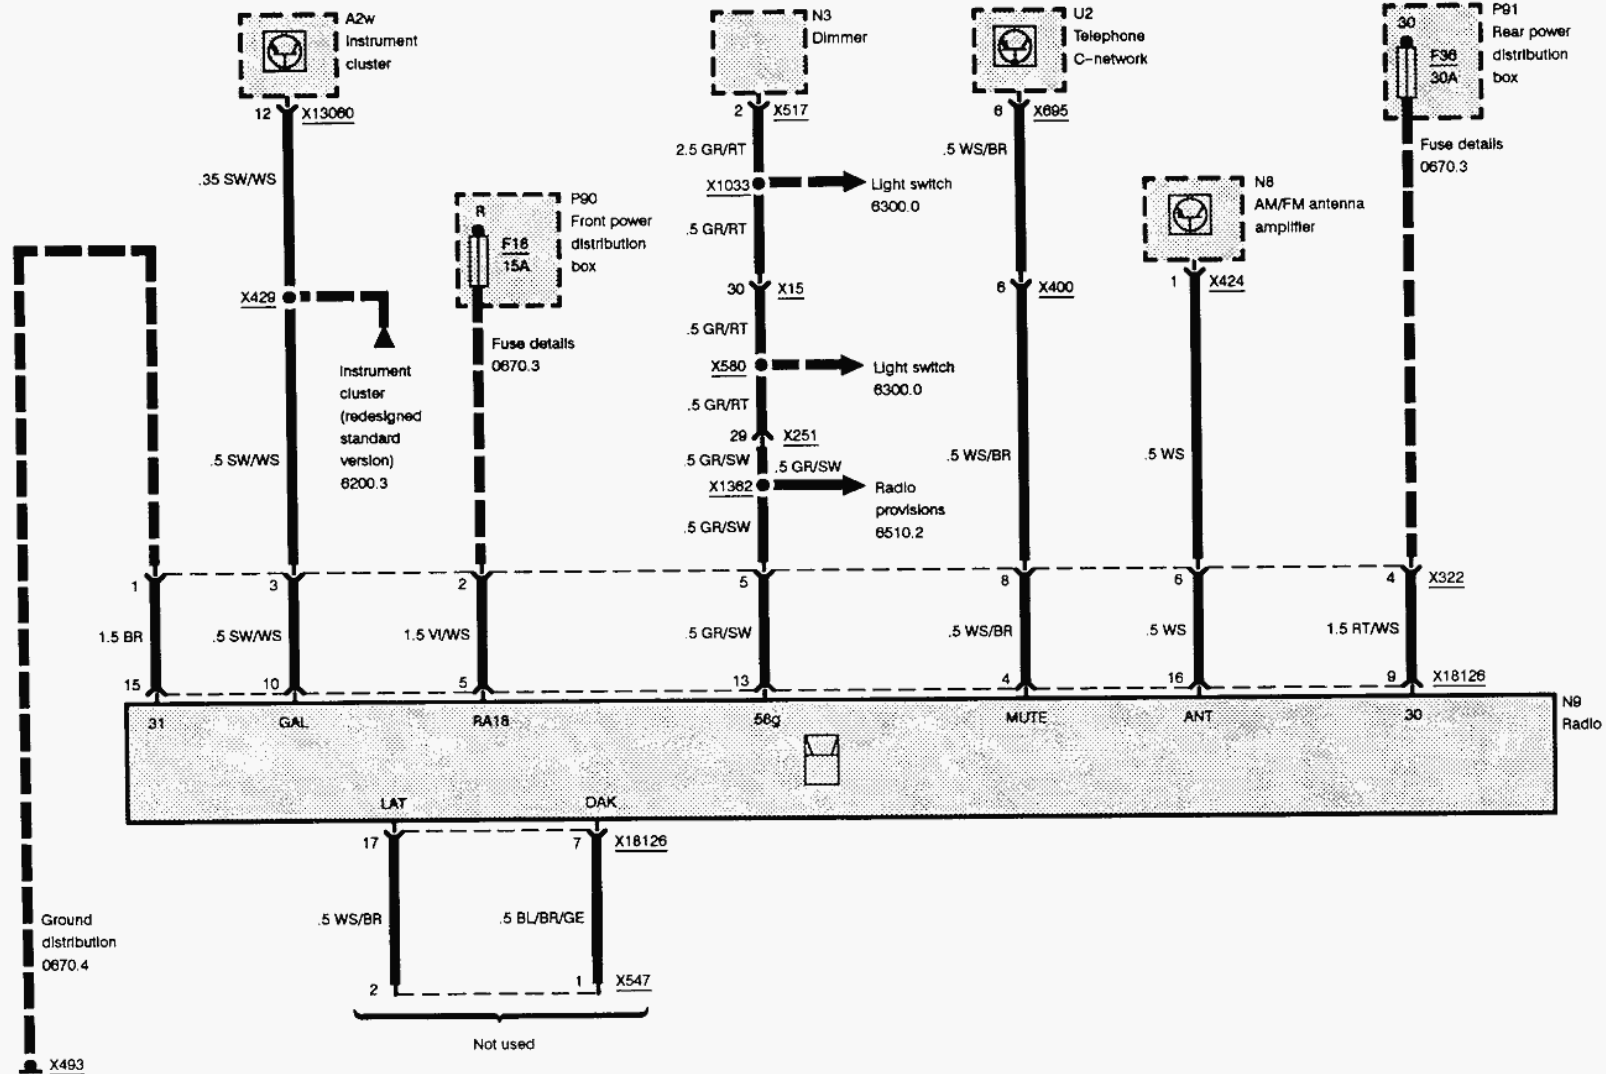 A2w
Instrument
cluster
12
X13060
.35 SW/WS
X429
Instrument
cluster
(redesigned
standard
version)
6200.3
.5 SW/WS
P90
Front power
distribution
box
R
F16
15A
Fuse details
0670.3
N3
Dimmer
2
X517
2.5 GR/RT
X1033
Light switch
6300.0
.5 GR/RT
30
X15
.5 GR/RT
X580
Light switch
6300.0
.5 GR/RT
29
X251
.5 GR/SW
.5 GR/SW
X1362
Radio
provisions
6510.2
.5 GR/SW
U2
Telephone
C-network
6
X695
.5 WS/BR
6
X400
.5 WS/BR
N8
AM/FM antenna
amplifier
1
X424
.5 WS
P91
Rear power
distribution
box
30
F36
30A
Fuse details
0670.3
1
3
2
5
8
6
4
X322
1.5 BR
.5 SW/WS
1.5 VI/WS
.5 GR/SW
.5 WS/BR
.5 WS
1.5 RT/WS
15
10
5
13
4
16
9
X18126
N9
Radio
31
GAL
RA18
58g
MUTE
ANT
30
LAT
DAK
17
7
X18126
.5 WS/BR
.5 BL/BR/GE
2
1
X547
Not used
Ground
distribution
0670.4
X493